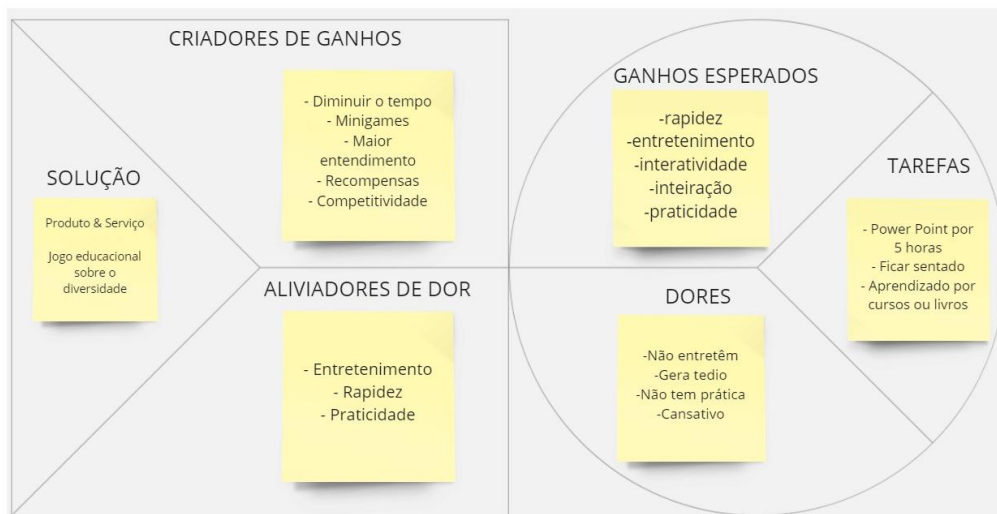 CRIADORES DE GANHOS
- Diminuir o tempo
- Minigames
- Maior
entendimento
- Recompensas
- Competitividade
GANHOS ESPERADOS
-rapidez
-entretenimento
-interatividade
-inteiração
-praticidade
SOLUÇÃO
Produto & Serviço
Jogo educacional
sobre o
diversidade
TAREFAS
- Power Point por
5 horas
- Ficar sentado
- Aprendizado por
cursos ou livros
ALIVIADORES DE DOR
- Entretenimento
- Rapidez
- Praticidade
DORES
-Não entretêm
-Gera tedio
-Não tem prática
-Cansativo